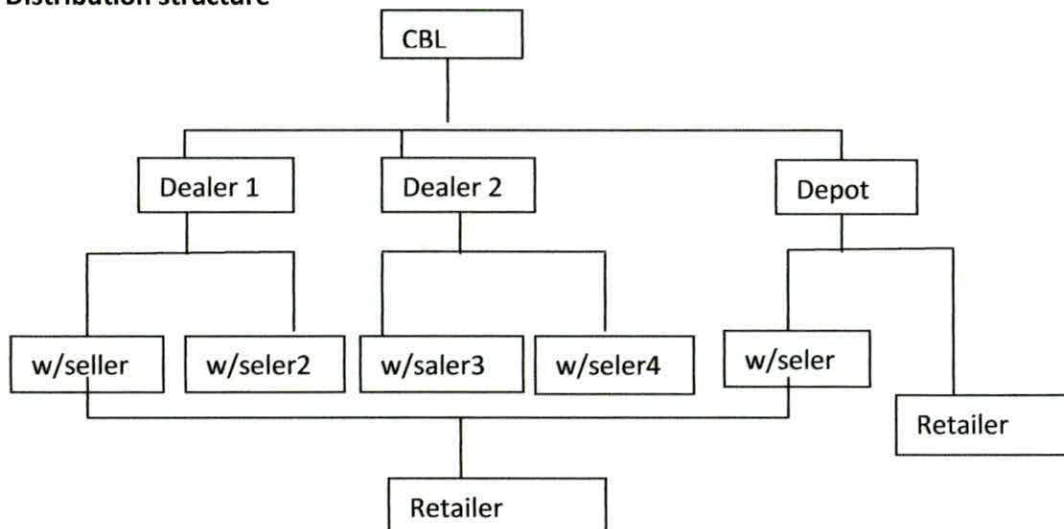 Distribution structure
CBL
Dealer 1
Dealer 2
Depot
w/seller
w/seler2
w/saler3
w/seler4
w/seler
Retailer
Retailer